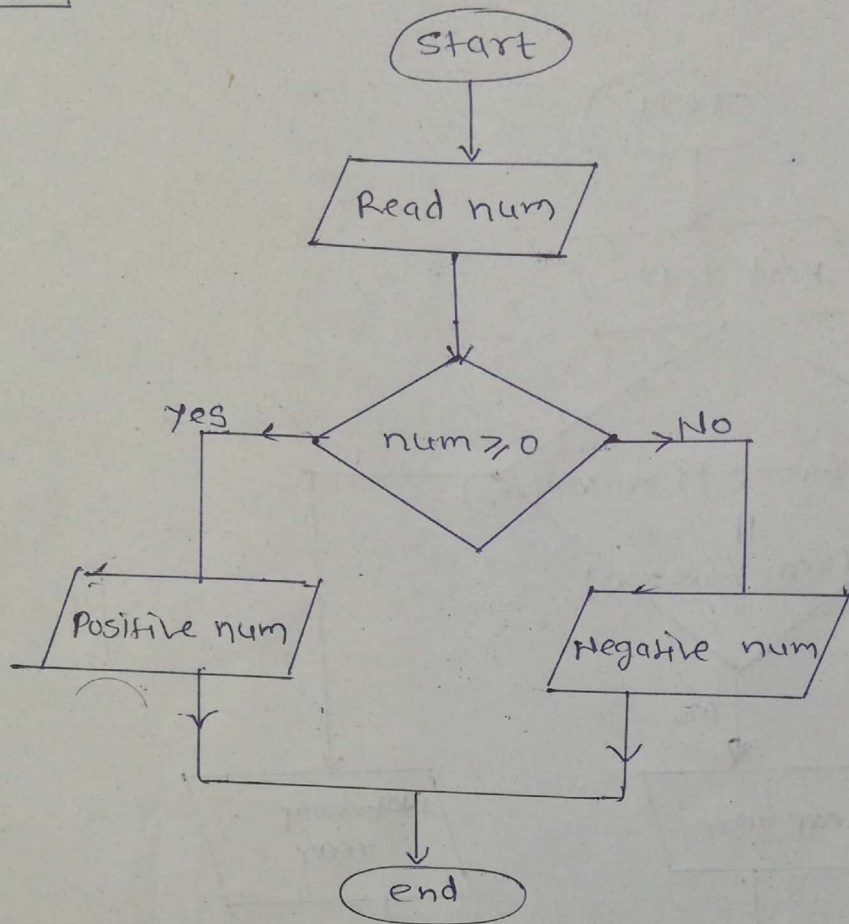 Start
Read num
yes
num ≥ 0
No
Positive num
Negative num
end